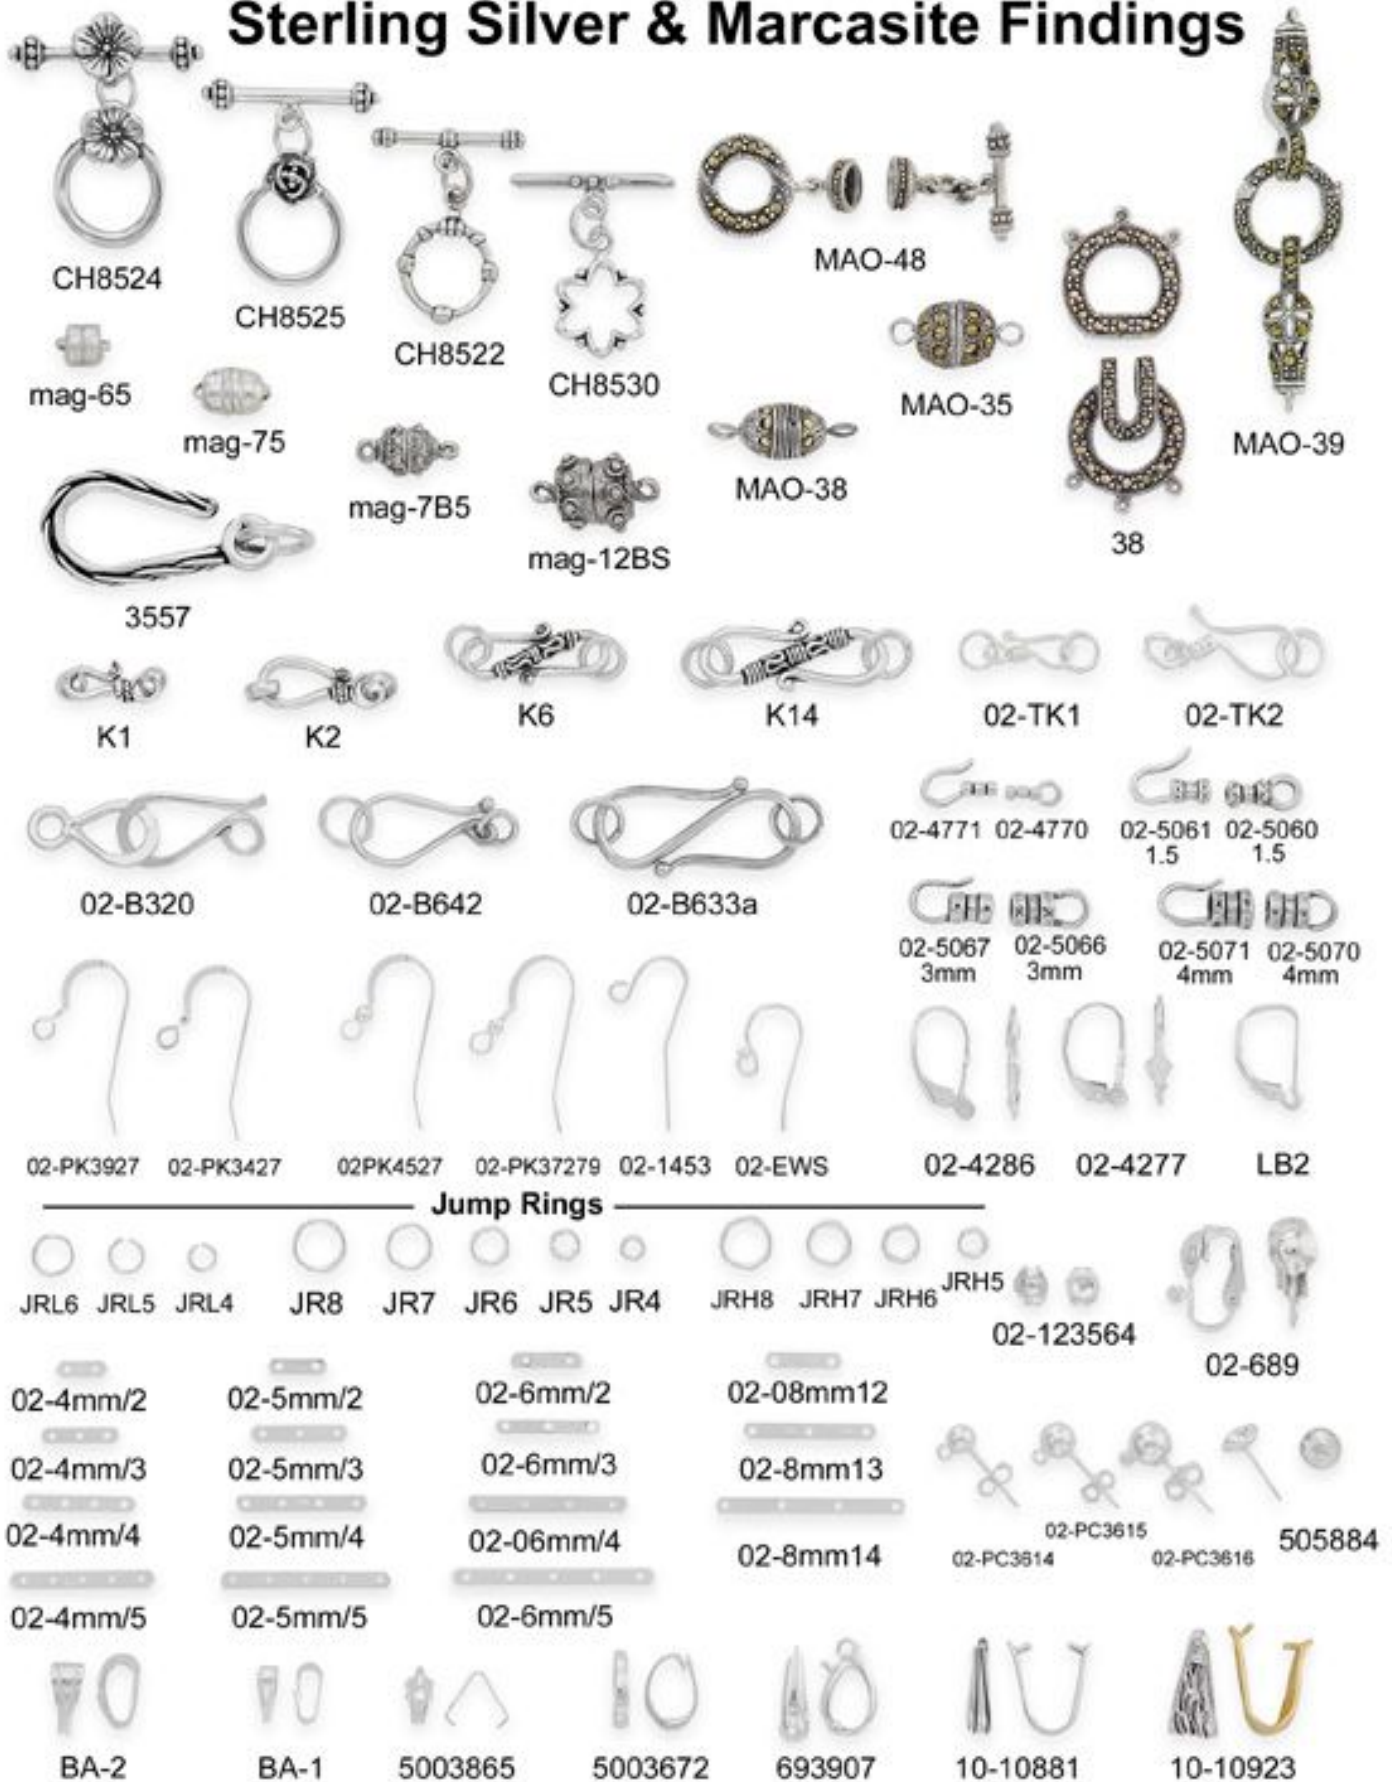 Sterling Silver & Marcasite Findings
CH8524
CH8525
CH8522
CH8530
MAO-48
MAO-35
MAO-39
mag-65
mag-75
mag-7B5
mag-12BS
MAO-38
38
3557
K1
K2
K6
K14
02-TK1
02-TK2
02-4771 02-4770
02-5061 02-5060
1.5 1.5
02-B320
02-B642
02-B633a
02-5067 02-5066
3mm 3mm
02-5071 02-5070
4mm 4mm
02-PK3927 02-PK3427 02PK4527 02-PK37279 02-1453 02-EWS
02-4286 02-4277 LB2
Jump Rings
JRL6 JRL5 JRL4 JR8 JR7 JR6 JR5 JR4 JRH8 JRH7 JRH6 JRH5
02-123564
02-689
02-4mm/2 02-5mm/2 02-6mm/2 02-08mm12
02-4mm/3 02-5mm/3 02-6mm/3 02-8mm13
02-4mm/4 02-5mm/4 02-06mm/4 02-8mm14
02-4mm/5 02-5mm/5 02-6mm/5
02-PC3614 02-PC3615 02-PC3616 505884
BA-2 BA-1 5003865 5003672 693907 10-10881 10-10923